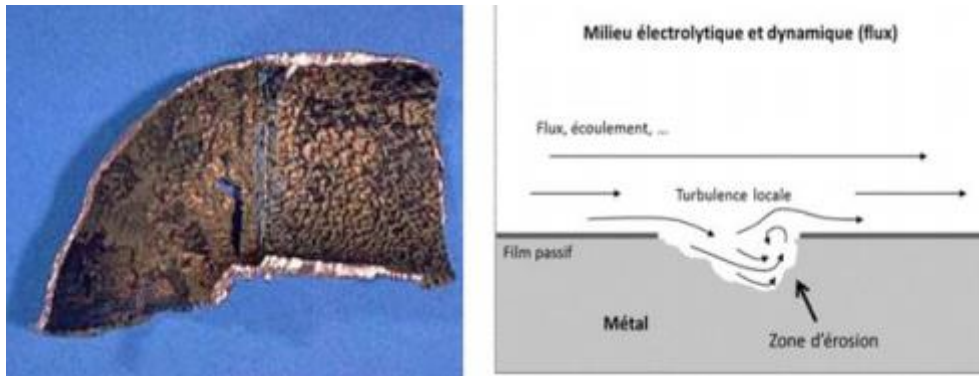 Milieu électrolytique et dynamique (flux)
Flux, écoulement, ...
Turbulence locale
Film passif
Métal
Zone d'érosion